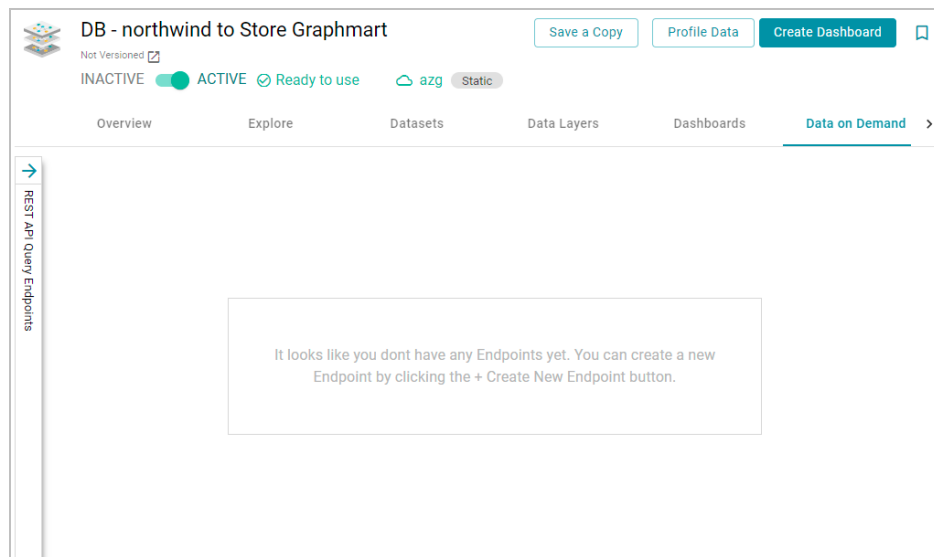 DB - northwind to Store Graphmart
Save a Copy
Profile Data
Create Dashboard
Not Versioned
INACTIVE ACTIVE Ready to use azg Static
Overview Explore Datasets Data Layers Dashboards Data on Demand
REST API Query Endpoints
It looks like you dont have any Endpoints yet. You can create a new
Endpoint by clicking the + Create New Endpoint button.